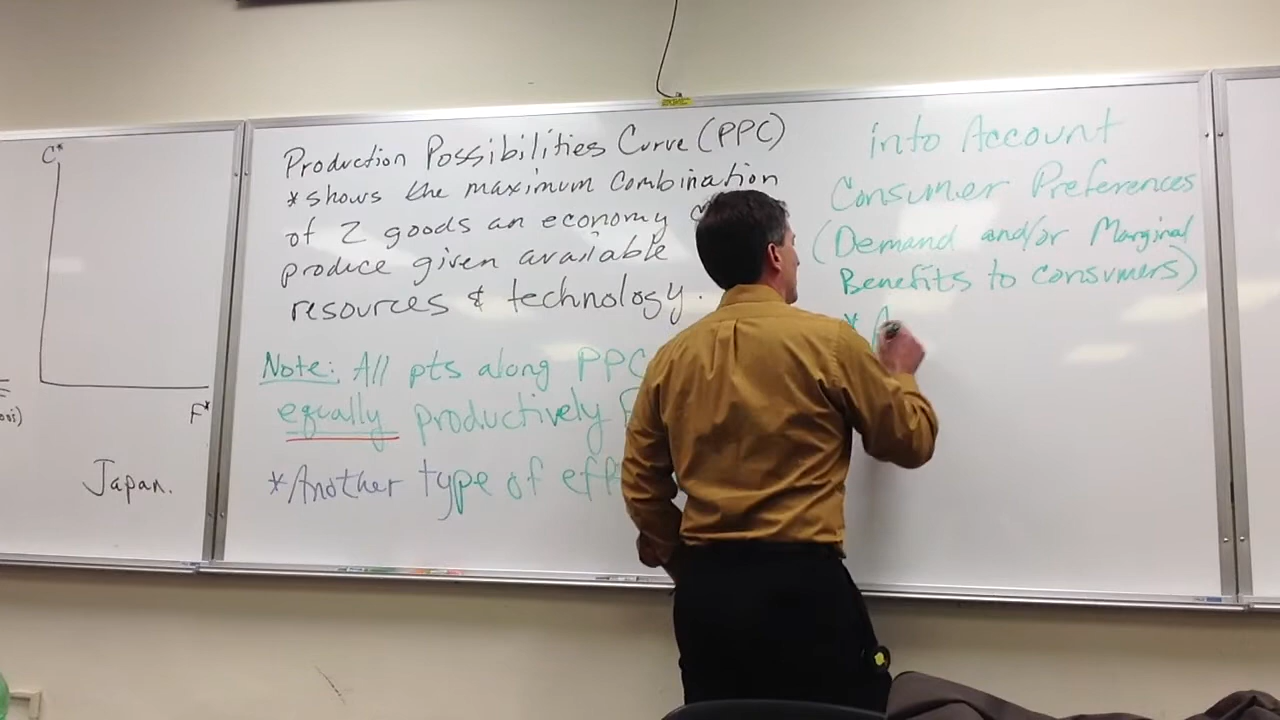 C*
F*
Japan.
Production Possibilities Curve (PPC)
*shows the maximum combination
of 2 goods an economy
produce given available
resources & technology.
Note: All pts along PPC
equally productively
*Another type of eff
into Account
Consumer Preferences
(Demand and/or Marginal
Benefits to consumers)
*